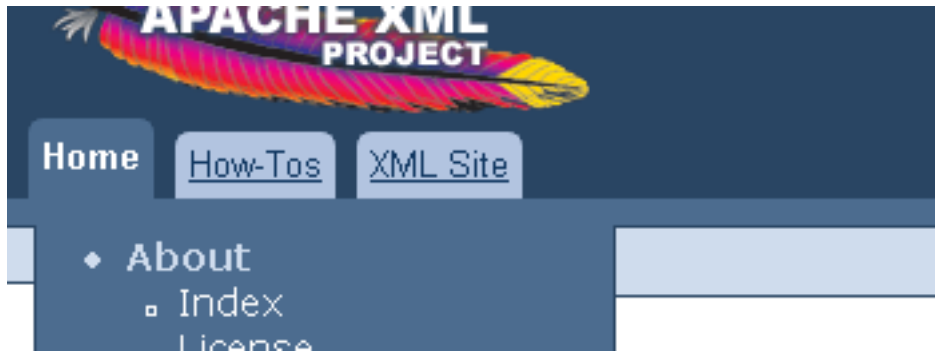 APACHE XML
PROJECT
Home How-Tos XML Site
About
Index
License